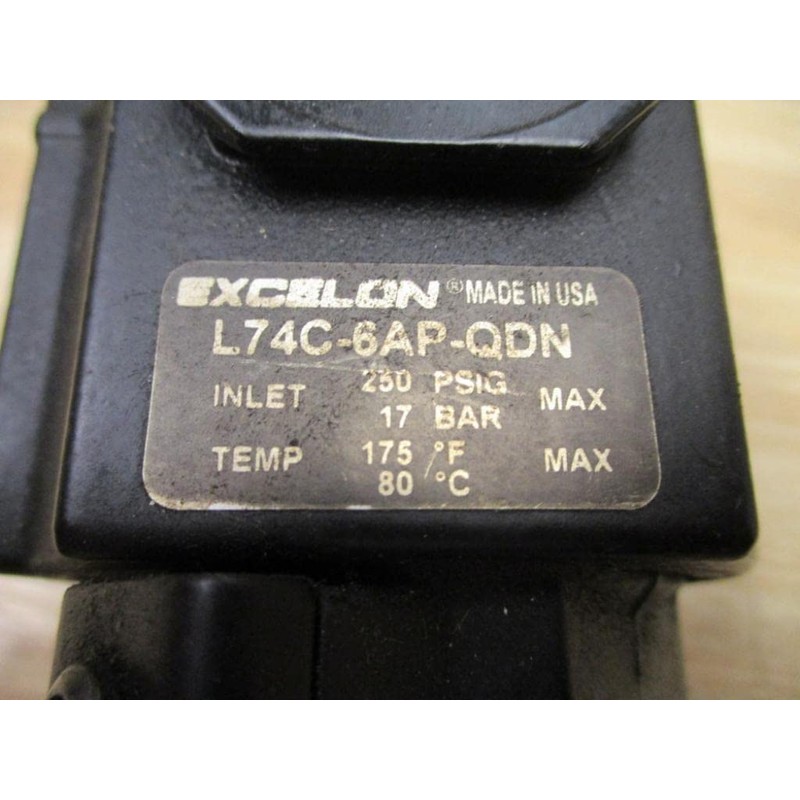 EXCELON ® MADE IN USA
L74C-6AP-QDN
INLET 250 PSIG MAX
17 BAR
TEMP 175 °F MAX
80 °C